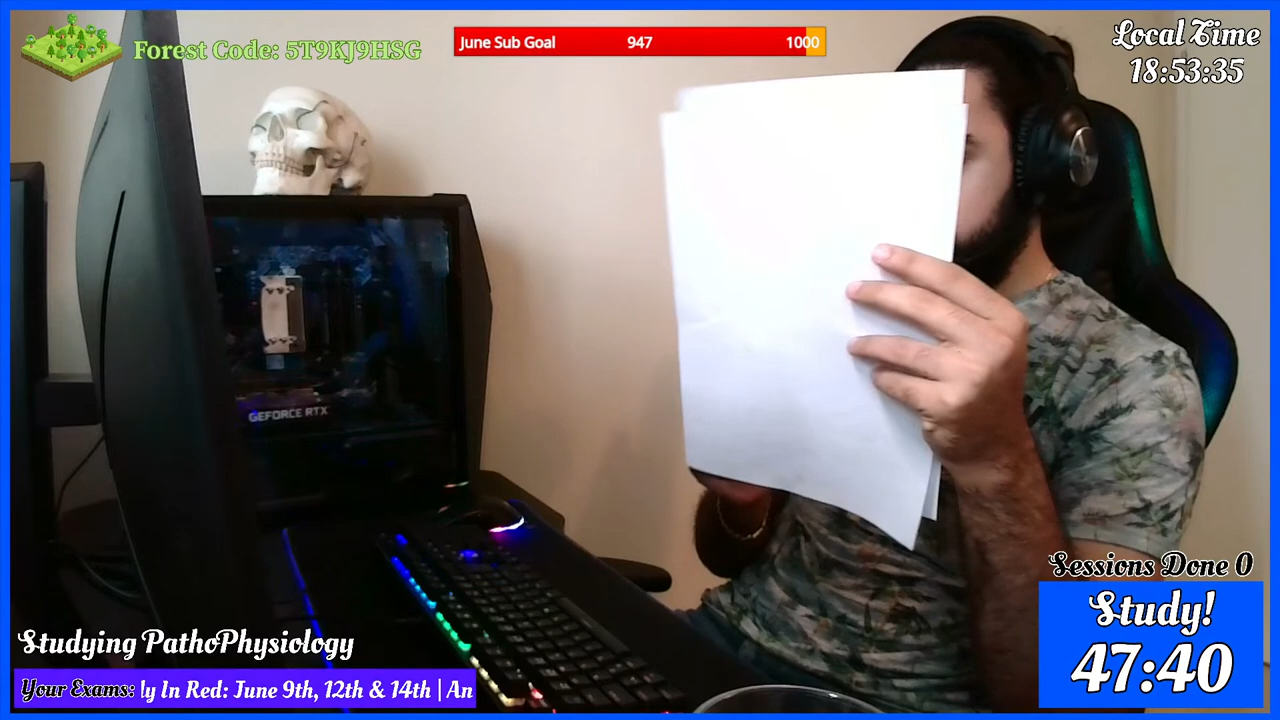 Forest Code: 5T9KJ9HSG
June Sub Goal 947 1000
Local Time
18:53:35
GEFORCE RTX
Sessions Done 0
Study!
47:40
Studying PathoPhysiology
Your Exams: ly In Red: June 9th, 12th & 14th | An